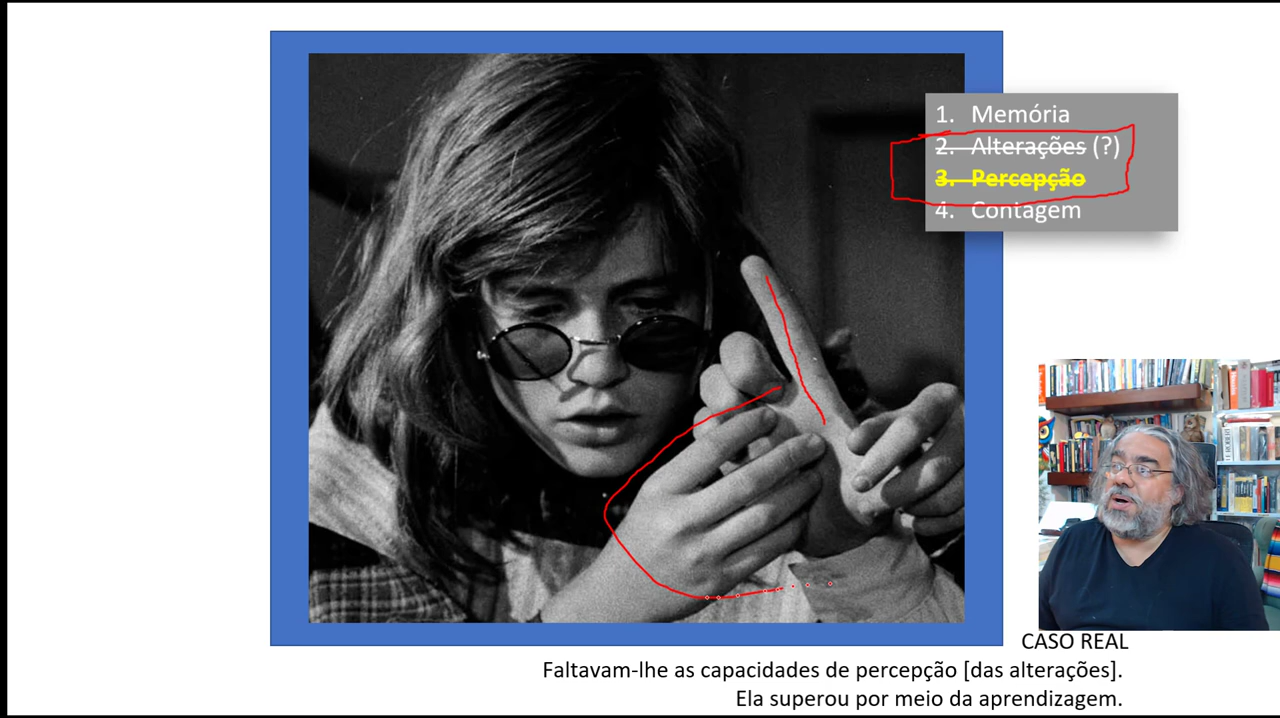 1. Memória
2. Alterações (?)
3. Percepção
4. Contagem
CASO REAL
Faltavam-lhe as capacidades de percepção [das alterações].
Ela superou por meio da aprendizagem.